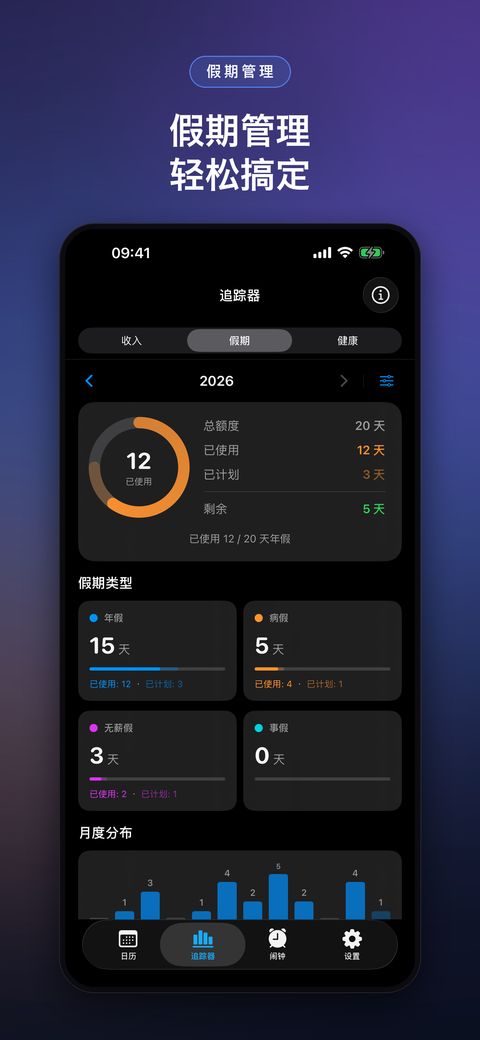 假期管理
假期管理
轻松搞定
09:41
追踪器
收入 假期 健康
2026
12
已使用
总额度 20 天
已使用 12 天
已计划 3 天
剩余 5 天
已使用 12 / 20 天年假
假期类型
年假
15 天
已使用: 12 · 已计划: 3
病假
5 天
已使用: 4 · 已计划: 1
无薪假
3 天
已使用: 2 · 已计划: 1
事假
0 天
月度分布
1 3 1 4 2 5 2 4 1
日历 追踪器 闹钟 设置